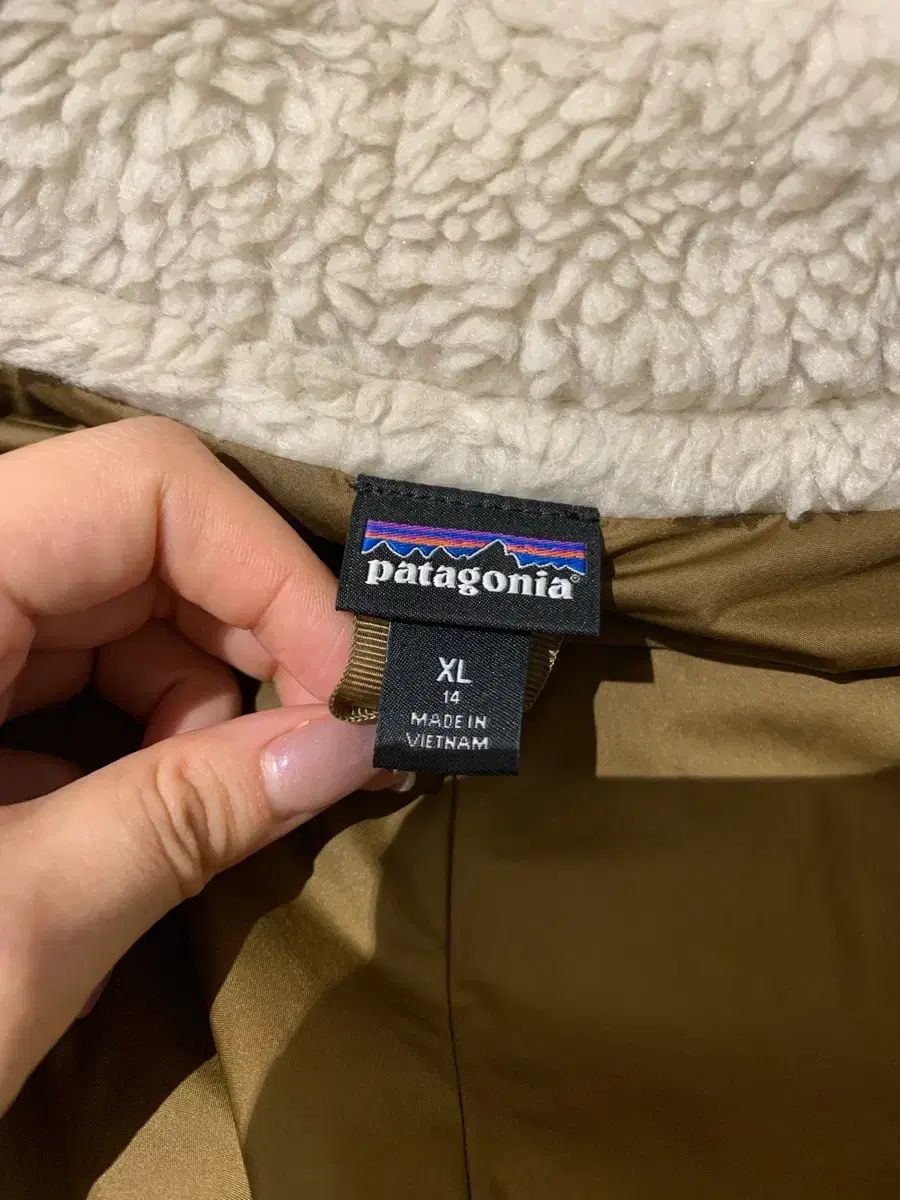 patagonia®
XL
14
MADE IN
VIETNAM